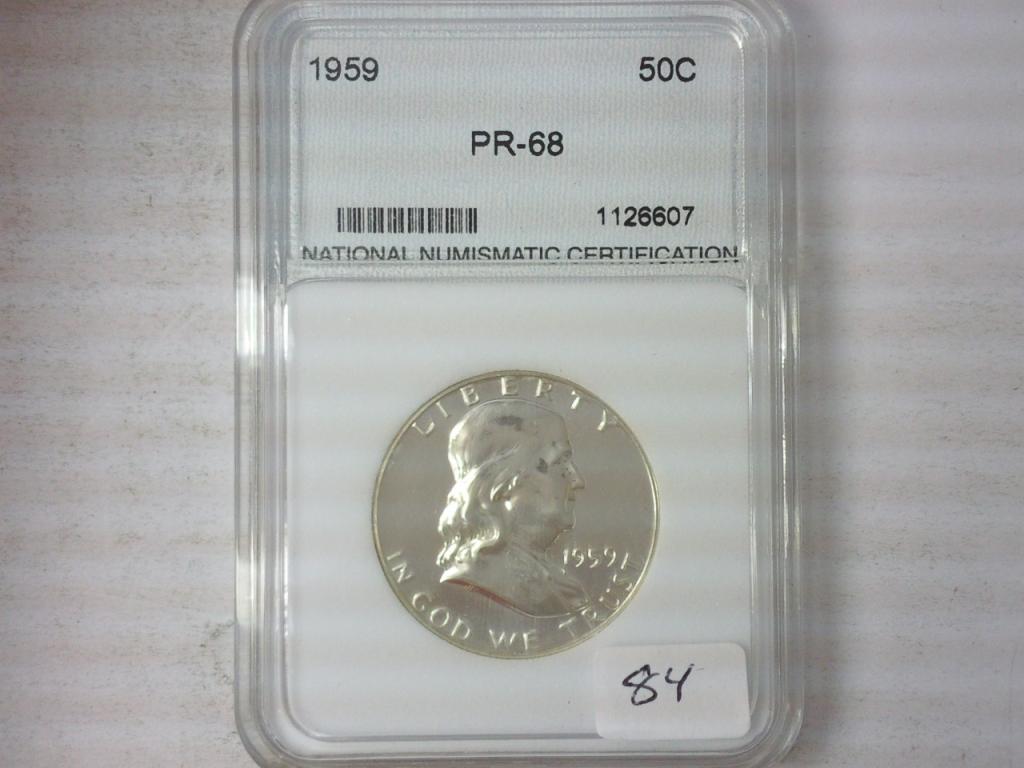 1959 50C
PR-68
1126607
NATIONAL NUMISMATIC CERTIFICATION
LIBERTY
1959
IN GOD WE TRUST
84